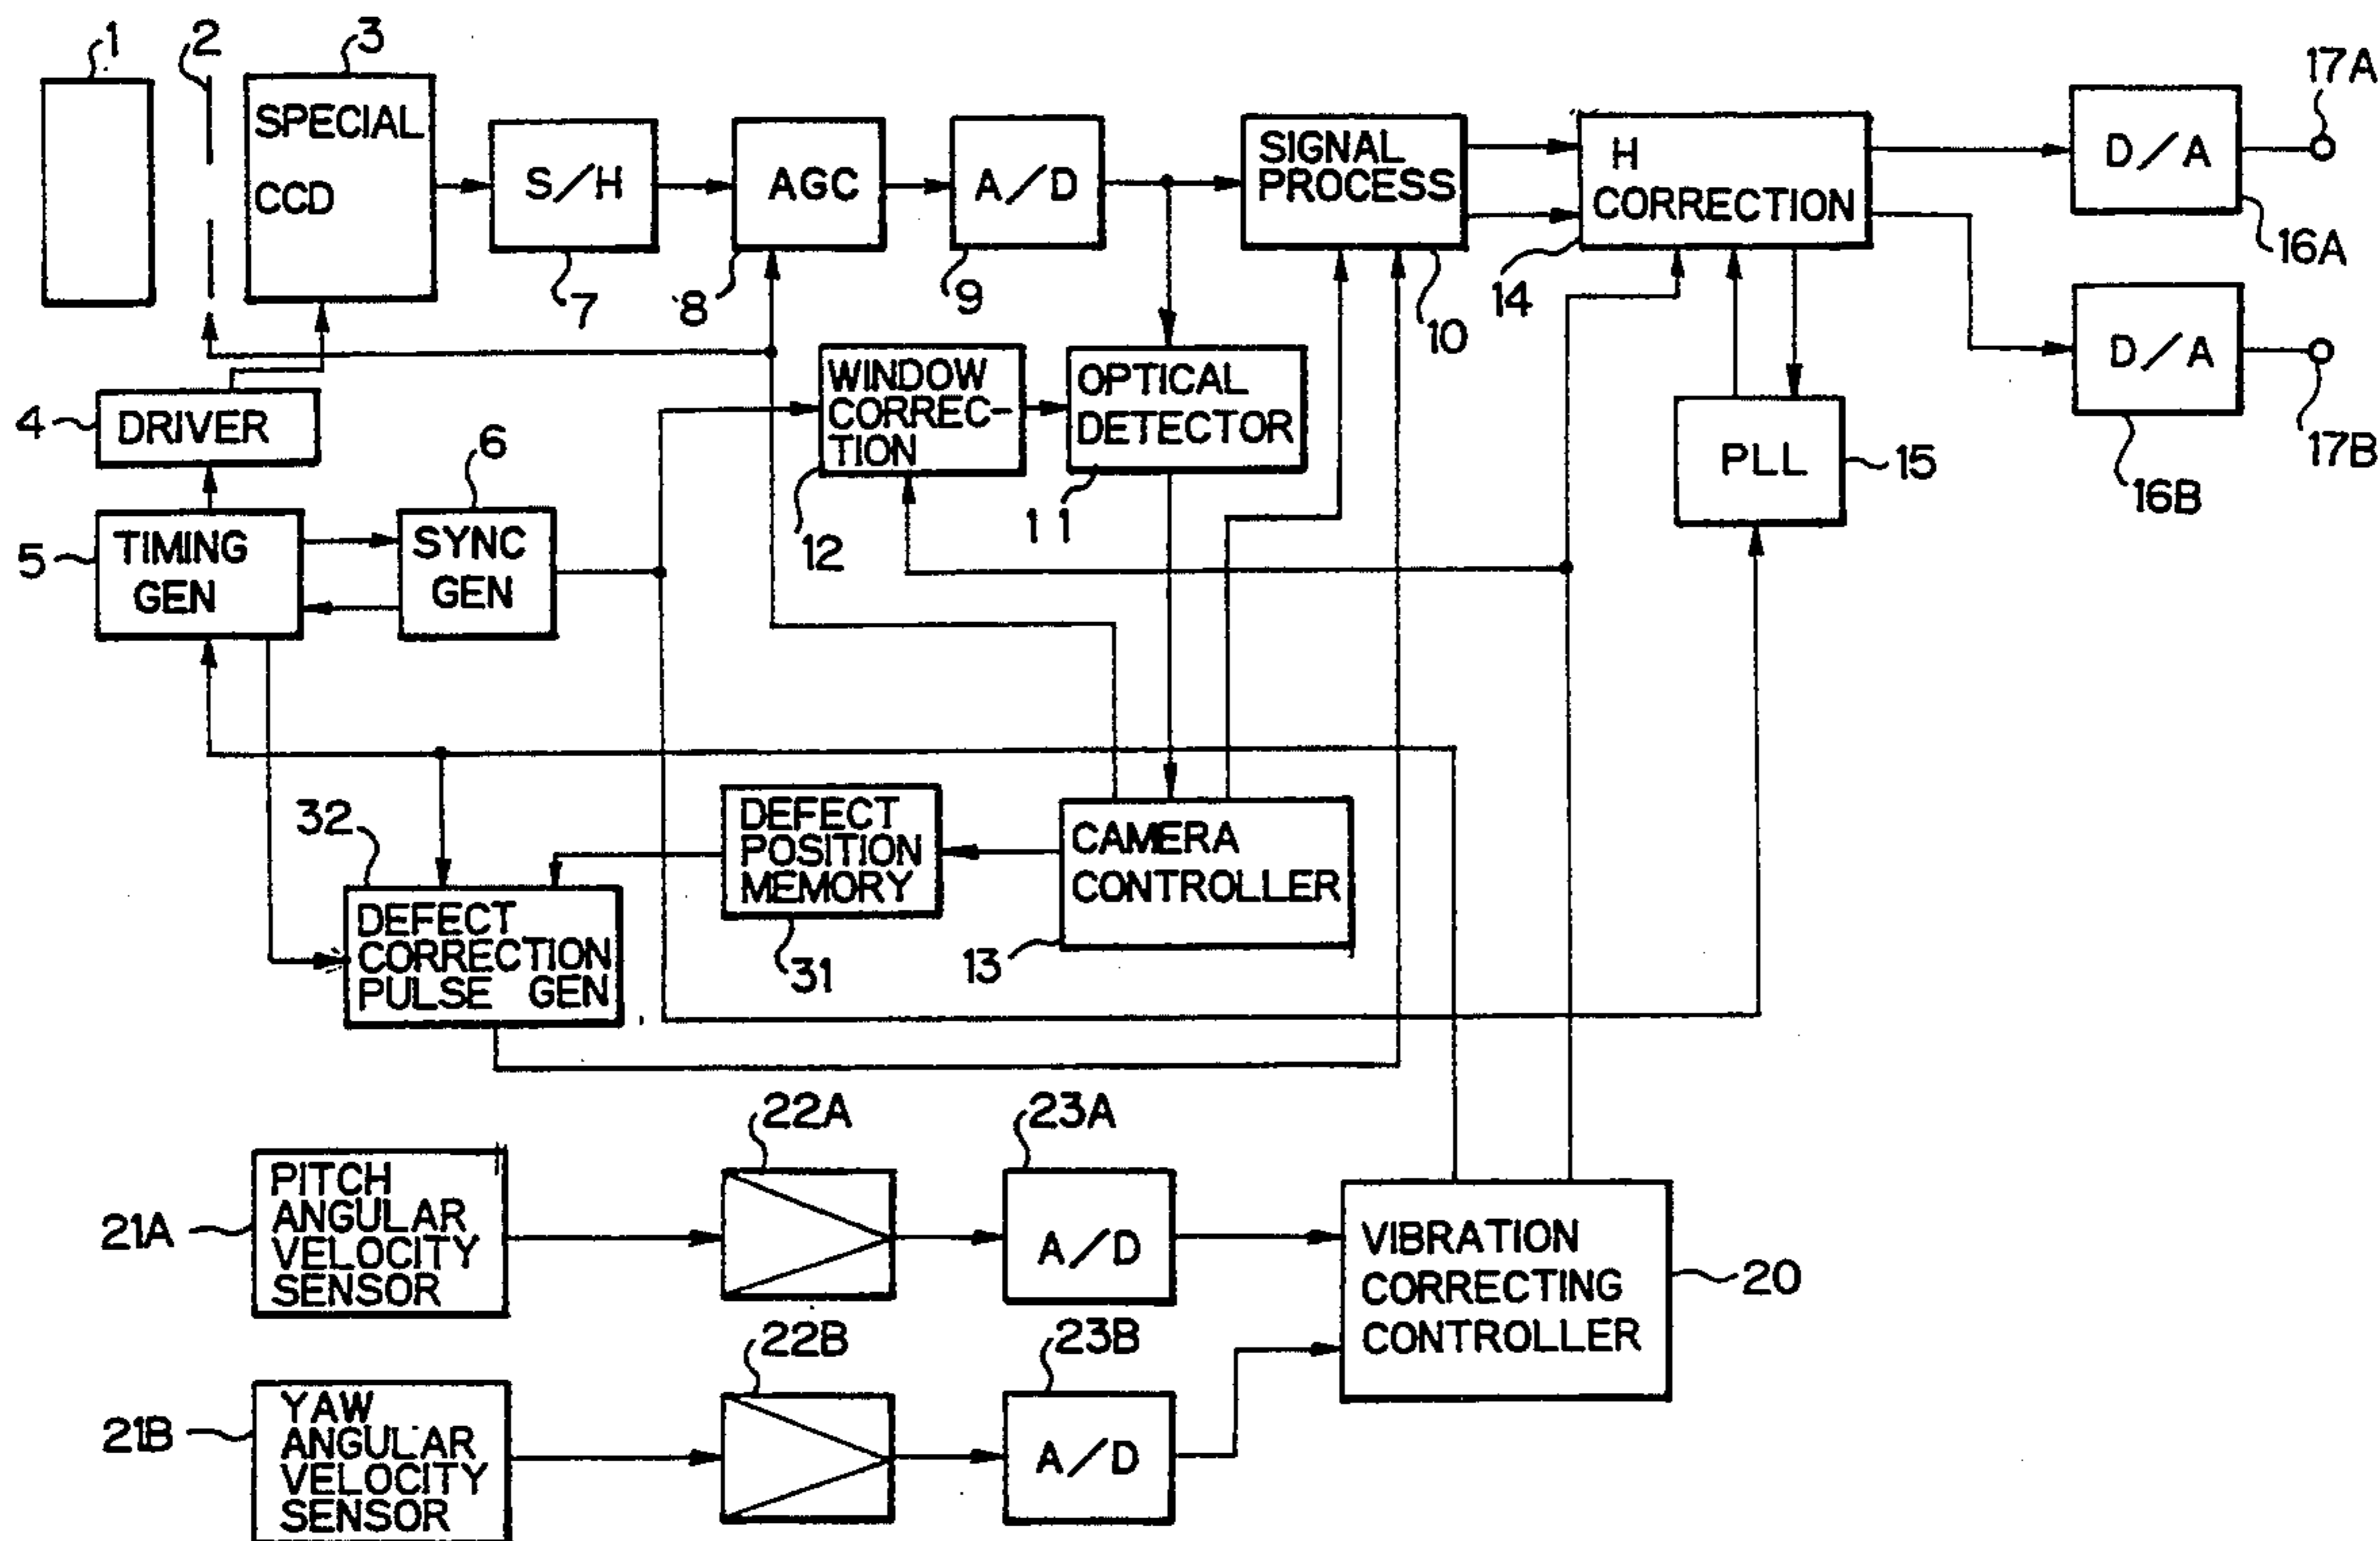 1
2
3
SPECIAL
CCD
S/H
7
AGC
8
A/D
9
SIGNAL
PROCESS
10
H
CORRECTION
14
D/A
16A
17A
D/A
16B
17B
4
DRIVER
WINDOW
CORREC-
TION
12
OPTICAL
DETECTOR
11
PLL
15
5
TIMING
GEN
6
SYNC
GEN
32
DEFECT
CORRECTION
PULSE GEN
DEFECT
POSITION
MEMORY
31
CAMERA
CONTROLLER
13
21A
PITCH
ANGULAR
VELOCITY
SENSOR
22A
23A
A/D
VIBRATION
CORRECTING
CONTROLLER
20
21B
YAW
ANGULAR
VELOCITY
SENSOR
22B
23B
A/D